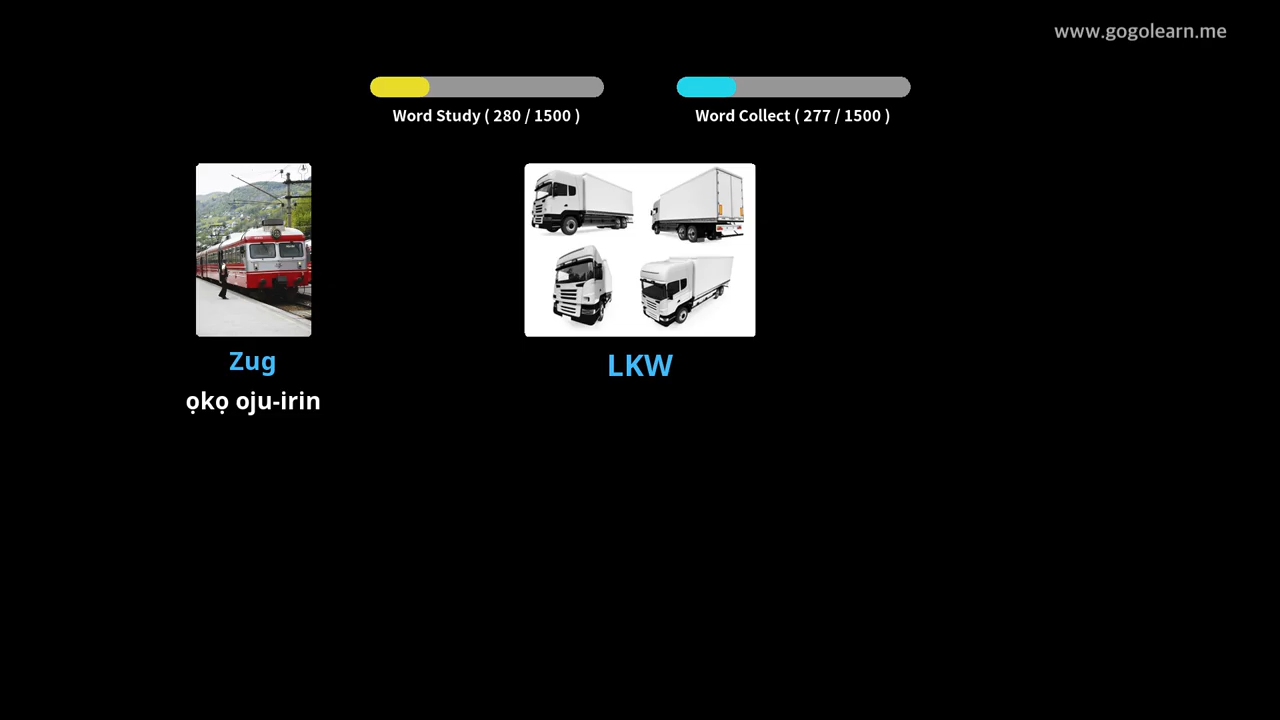 www.gogolearn.me
Word Study ( 280 / 1500 )
Word Collect ( 277 / 1500 )
Zug
ọkọ oju-irin
LKW